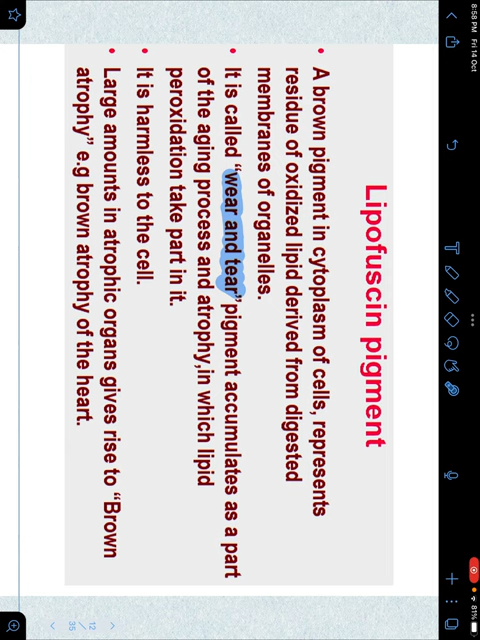 8:58 PM Fri 14 Oct
81%
Lipofuscin pigment
• A brown pigment in cytoplasm of cells, represents
residue of oxidized lipid derived from digested
membranes of organelles.
• It is called “wear and tear” pigment accumulates as a part
of the aging process and atrophy,in which lipid
peroxidation take part in it.
• It is harmless to the cell.
• Large amounts in atrophic organs gives rise to “Brown
atrophy” e.g brown atrophy of the heart.
12 / 35